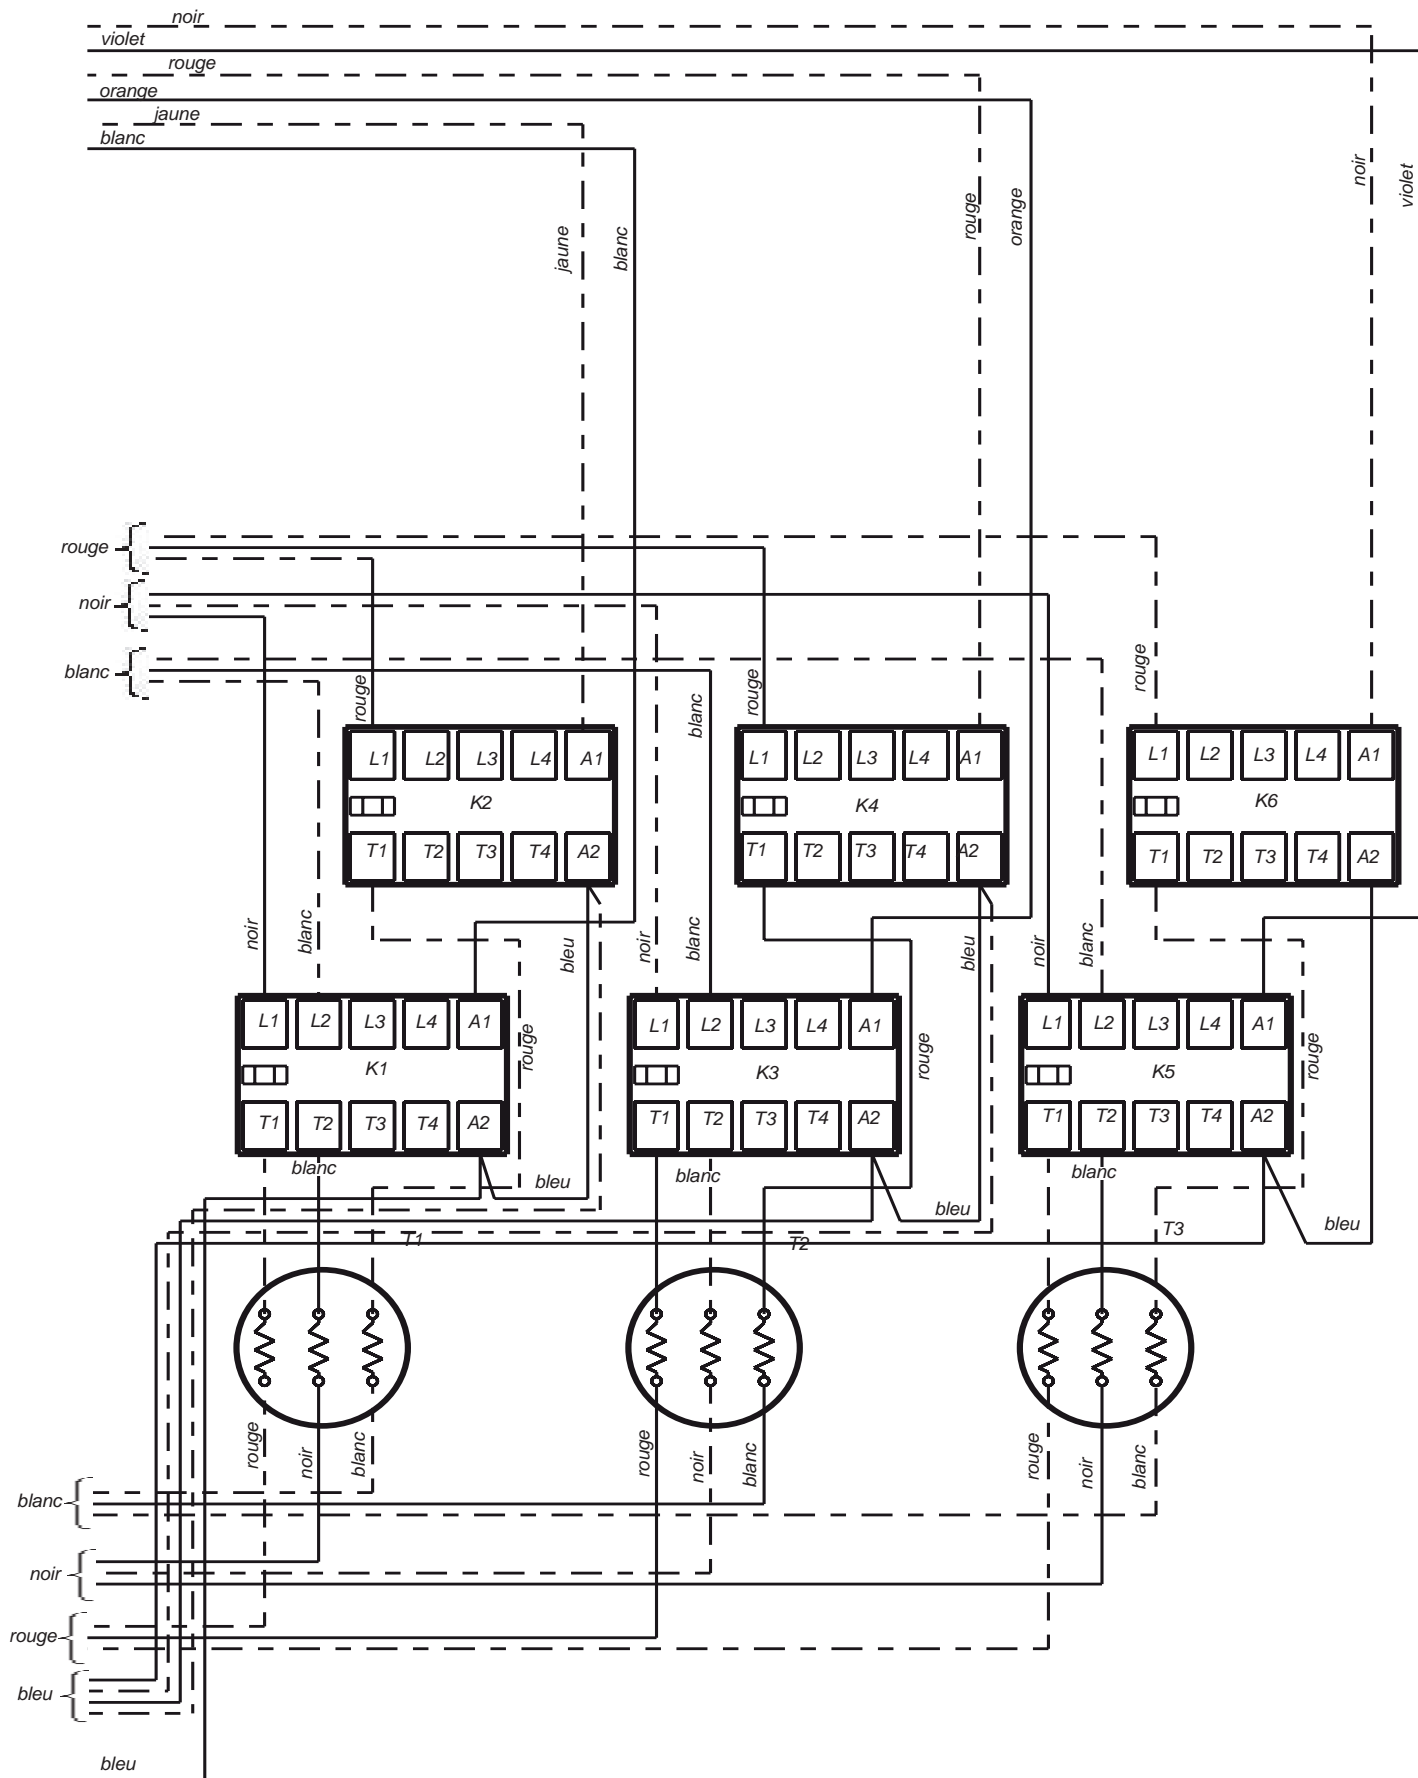 noir
violet
rouge
orange
jaune
blanc
noir
violet
rouge
orange
jaune
blanc
rouge
noir
blanc
rouge
blanc
rouge
rouge
L1 L2 L3 L4 A1
K2
T1 T2 T3 T4 A2
L1 L2 L3 L4 A1
K4
T1 T2 T3 T4 A2
L1 L2 L3 L4 A1
K6
T1 T2 T3 T4 A2
noir
blanc
bleu
noir
blanc
bleu
noir
blanc
L1 L2 L3 L4 A1
K1
T1 T2 T3 T4 A2
rouge
L1 L2 L3 L4 A1
K3
T1 T2 T3 T4 A2
rouge
L1 L2 L3 L4 A1
K5
T1 T2 T3 T4 A2
rouge
blanc
bleu
blanc
bleu
blanc
bleu
T1
T2
T3
rouge
noir
blanc
rouge
noir
blanc
rouge
noir
blanc
blanc
noir
rouge
bleu
bleu